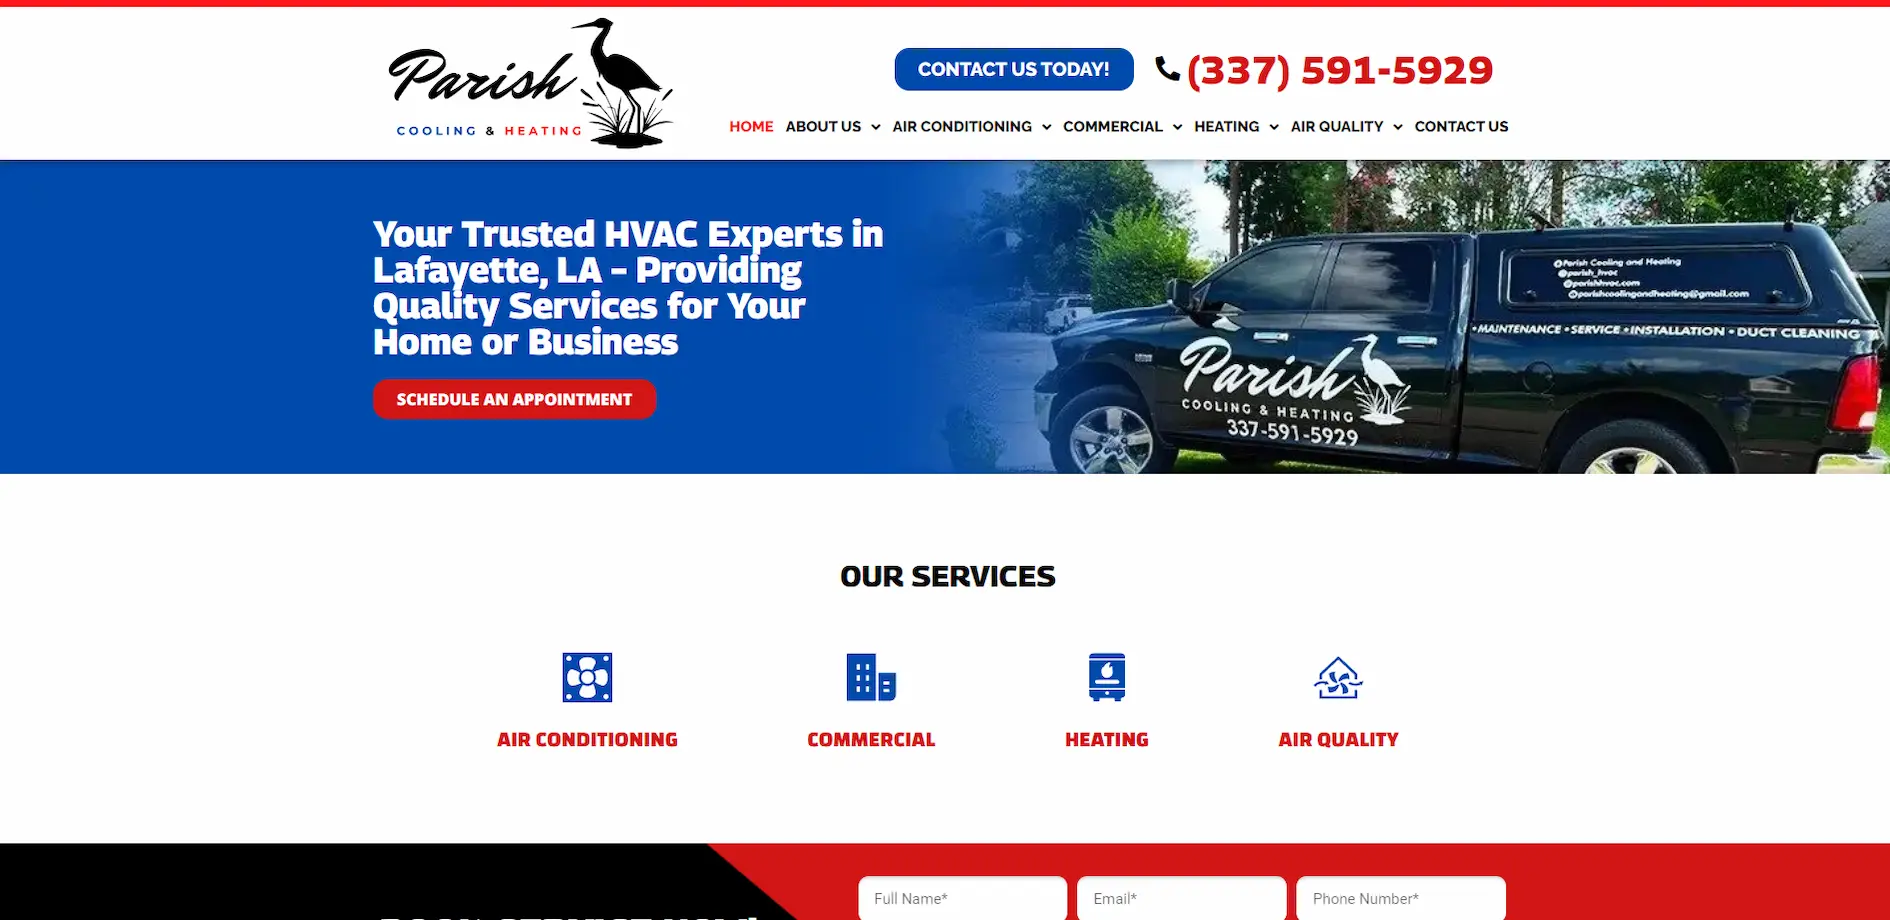 Parish
COOLING & HEATING
CONTACT US TODAY!
(337) 591-5929
HOME
ABOUT US
AIR CONDITIONING
COMMERCIAL
HEATING
AIR QUALITY
CONTACT US
Your Trusted HVAC Experts in
Lafayette, LA – Providing
Quality Services for Your
Home or Business
SCHEDULE AN APPOINTMENT
Parish Cooling and Heating
@parish_hvac
parishhvac.com
parishcoolingandheating@gmail.com
•MAINTENANCE •SERVICE •INSTALLATION •DUCT CLEANING
Parish
COOLING & HEATING
337-591-5929
OUR SERVICES
AIR CONDITIONING
COMMERCIAL
HEATING
AIR QUALITY
Full Name*
Email*
Phone Number*